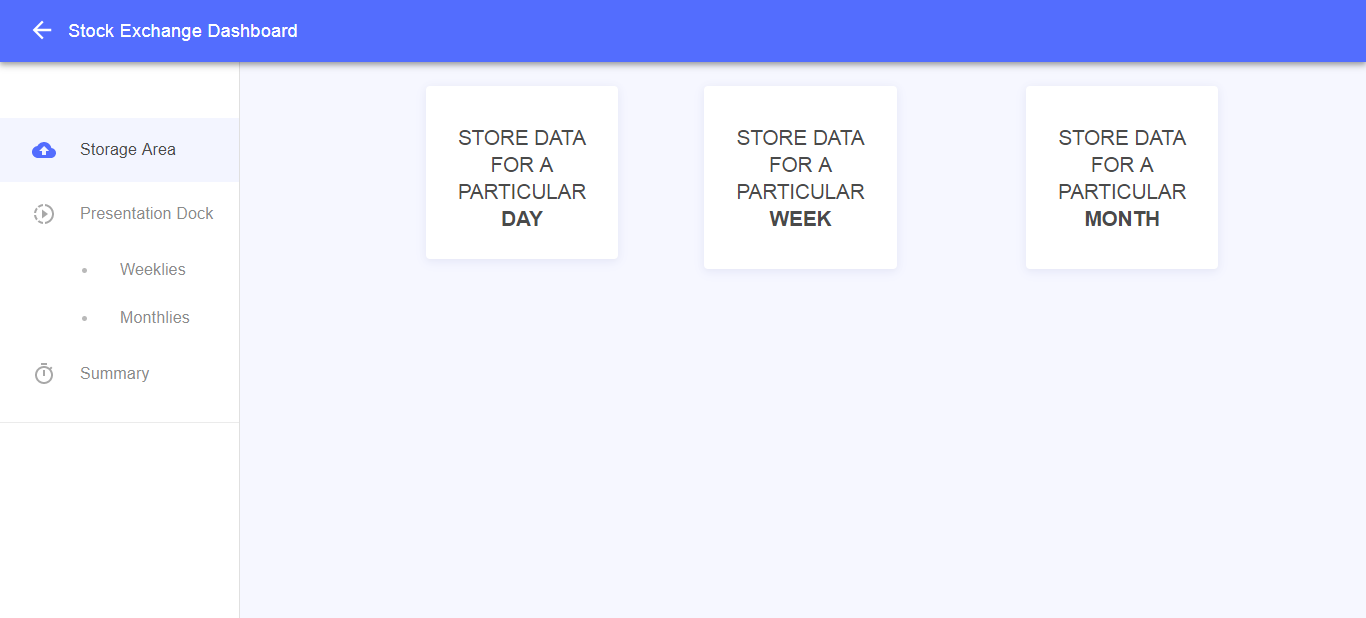 Stock Exchange Dashboard
Storage Area
Presentation Dock
Weeklies
Monthlies
Summary
STORE DATA
FOR A
PARTICULAR
DAY
STORE DATA
FOR A
PARTICULAR
WEEK
STORE DATA
FOR A
PARTICULAR
MONTH